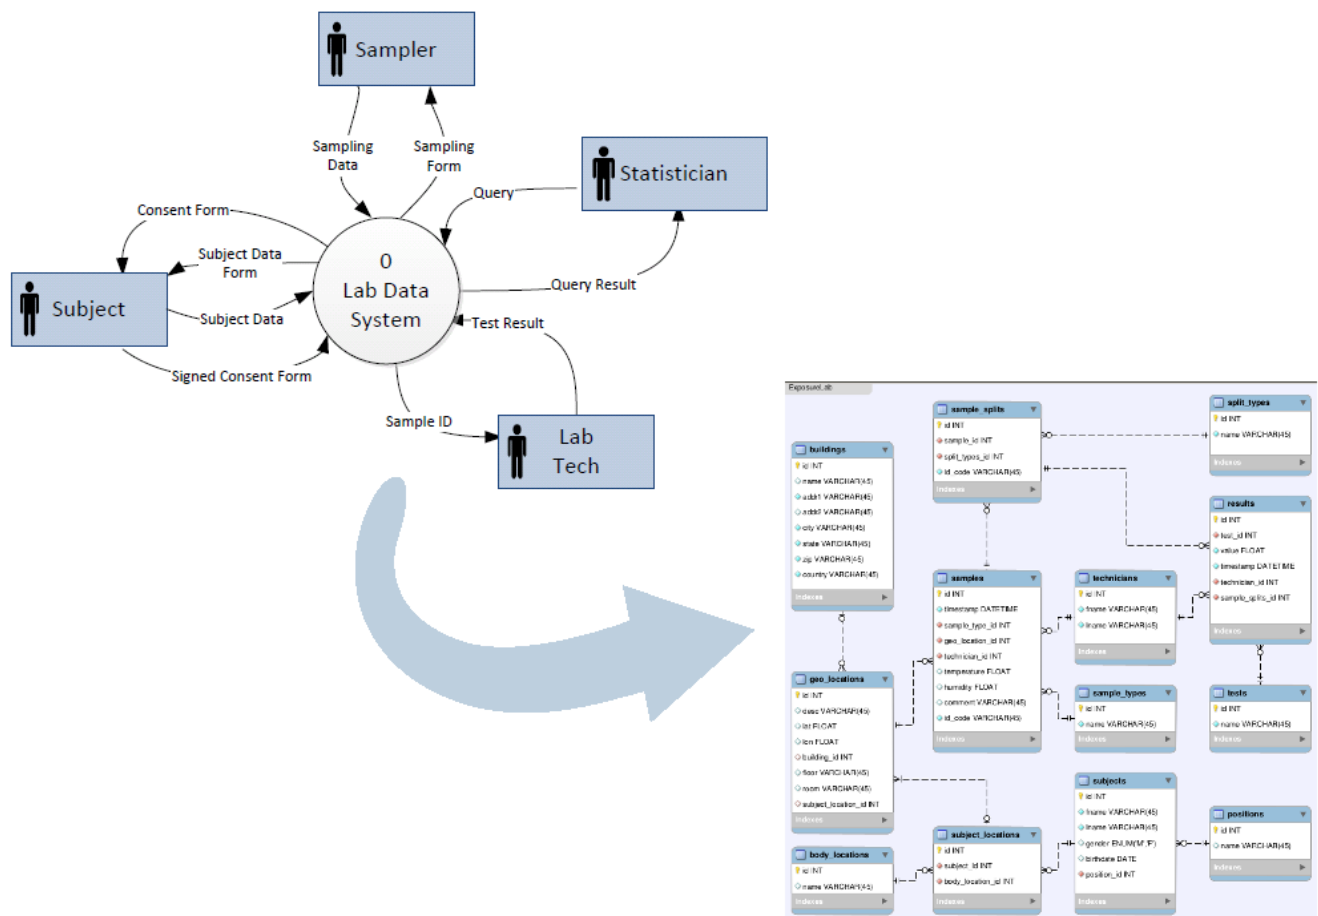 Sampler
Sampling
Data
Sampling
Form
Statistician
Query
Consent Form
Subject Data
Form
0
Lab Data
System
Subject
Subject Data
Query Result
Test Result
Signed Consent Form
Sample ID
Lab
Tech
ExposureLab
sample_splits
id INT
sample_id INT
split_types_id INT
id_code VARCHAR(45)
Indexes
split_types
id INT
name VARCHAR(45)
Indexes
buildings
id INT
name VARCHAR(45)
addr1 VARCHAR(45)
addr2 VARCHAR(45)
city VARCHAR(45)
state VARCHAR(45)
zip VARCHAR(45)
country VARCHAR(45)
Indexes
results
id INT
test_id INT
value FLOAT
timestamp DATETIME
technician_id INT
sample_splits_id INT
Indexes
samples
id INT
timestamp DATETIME
sample_type_id INT
geo_location_id INT
technician_id INT
temperature FLOAT
humidity FLOAT
comment VARCHAR(45)
id_code VARCHAR(45)
Indexes
technicians
id INT
fname VARCHAR(45)
lname VARCHAR(45)
Indexes
geo_locations
id INT
desc VARCHAR(45)
lat FLOAT
lon FLOAT
building_id INT
floor VARCHAR(45)
room VARCHAR(45)
subject_location_id INT
Indexes
sample_types
id INT
name VARCHAR(45)
Indexes
tests
id INT
name VARCHAR(45)
Indexes
subjects
id INT
fname VARCHAR(45)
lname VARCHAR(45)
gender ENUM('M','F')
birthdate DATE
position_id INT
Indexes
positions
id INT
name VARCHAR(45)
Indexes
subject_locations
id INT
subject_id INT
body_location_id INT
Indexes
body_locations
id INT
name VARCHAR(45)
Indexes